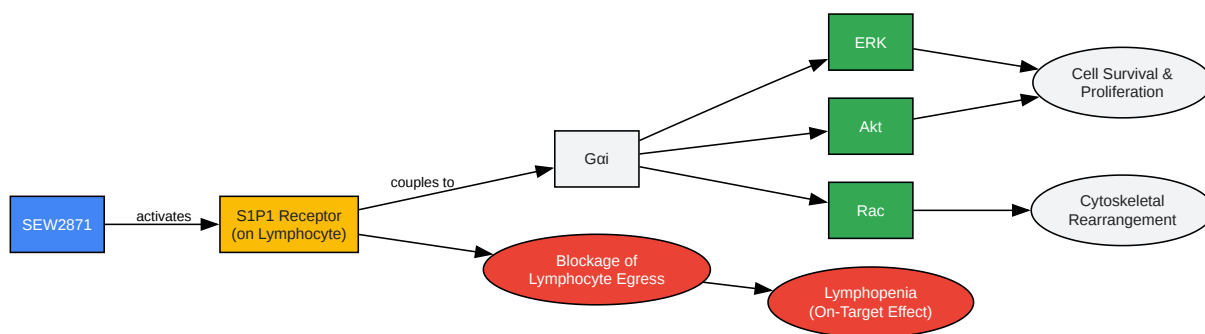 SEW2871
activates
S1P1 Receptor
(on Lymphocyte)
couples to
Gαi
ERK
Akt
Rac
Cell Survival &
Proliferation
Cytoskeletal
Rearrangement
Blockage of
Lymphocyte Egress
Lymphopenia
(On-Target Effect)